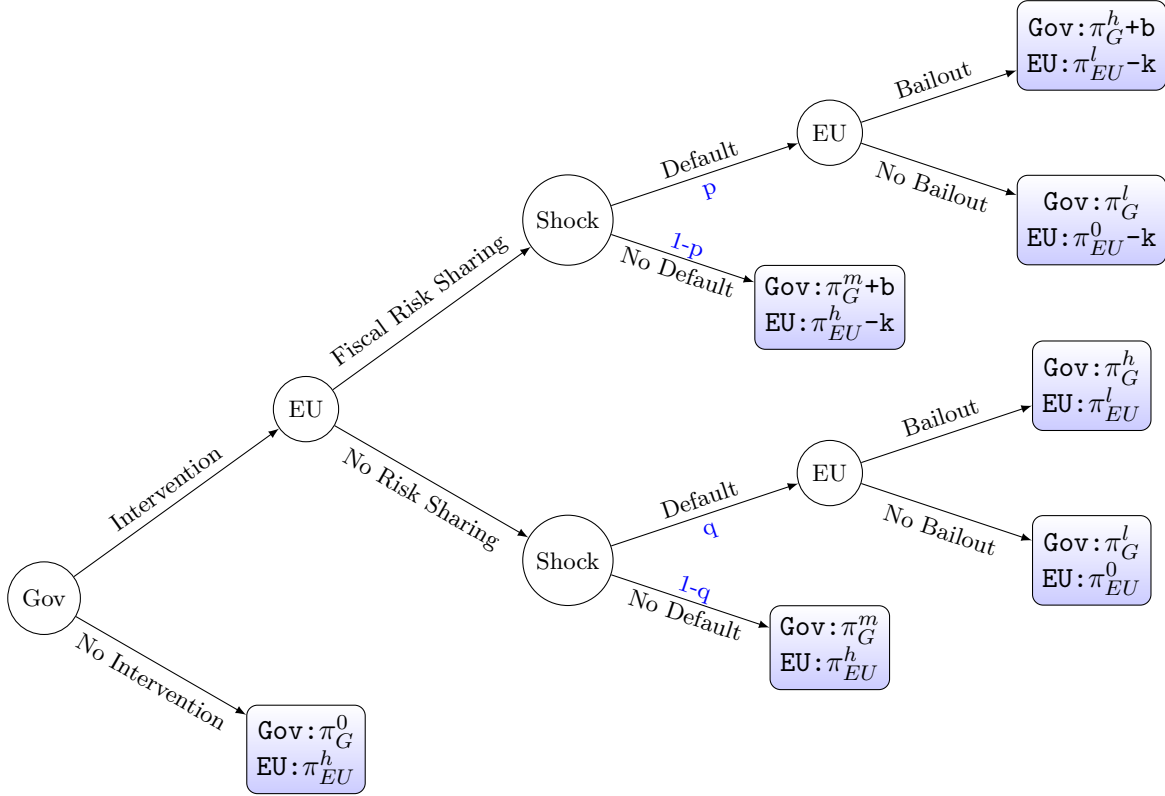 Gov:π_G^h+b
EU:π_EU^l-k
Bailout
EU
Default
p
No Bailout
Gov:π_G^l
EU:π_EU^0-k
Shock
1-p
No Default
Gov:π_G^m+b
EU:π_EU^h-k
Fiscal Risk Sharing
EU
Gov:π_G^h
EU:π_EU^l
Bailout
Intervention
No Risk Sharing
Default
q
EU
No Bailout
Gov:π_G^l
EU:π_EU^0
Shock
1-q
No Default
Gov:π_G^m
EU:π_EU^h
Gov
No Intervention
Gov:π_G^0
EU:π_EU^h